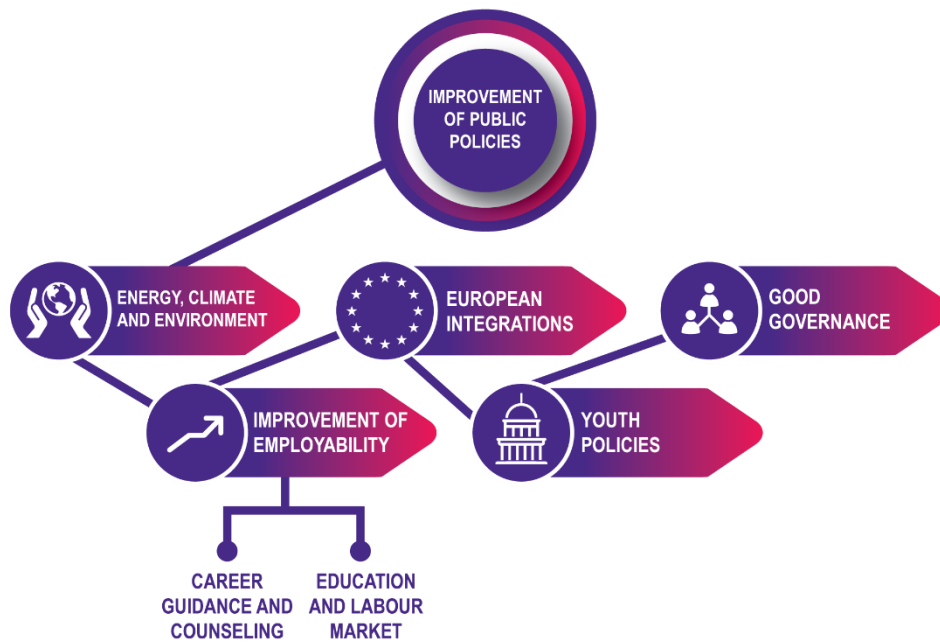 IMPROVEMENT
OF PUBLIC
POLICIES
ENERGY, CLIMATE
AND ENVIRONMENT
EUROPEAN
INTEGRATIONS
GOOD
GOVERNANCE
IMPROVEMENT OF
EMPLOYABILITY
YOUTH
POLICIES
CAREER
GUIDANCE AND
COUNSELING
EDUCATION
AND LABOUR
MARKET